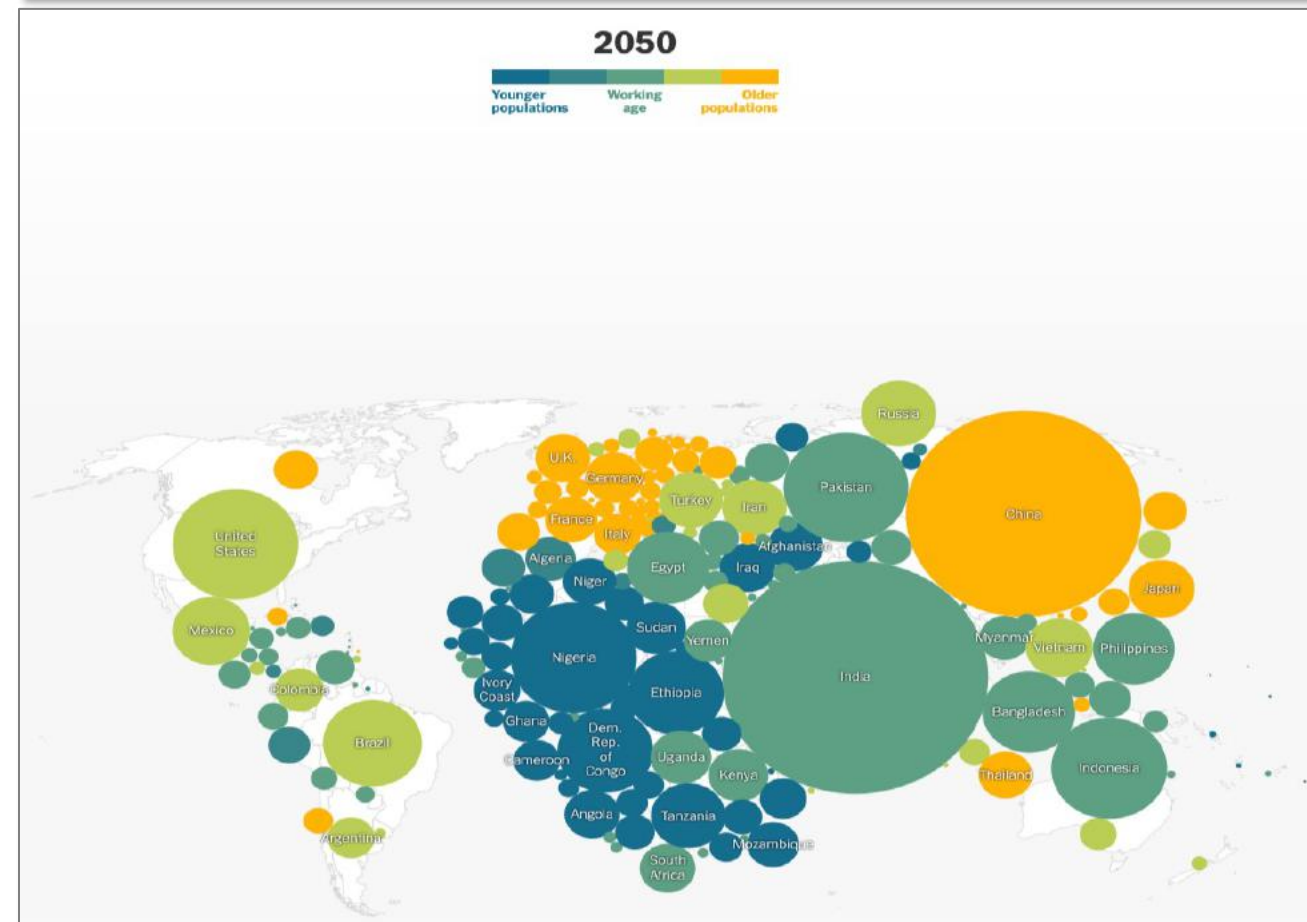 2050
Younger
populations
Working
age
Older
populations
Russia
U.K.
Germany
Turkey
Iran
Pakistan
China
United
States
France
Italy
Algeria
Egypt
Iraq
Afghanistan
Niger
Japan
Mexico
Sudan
Yemen
Myanmar
Vietnam
Philippines
Nigeria
India
Colombia
Ivory
Coast
Ethiopia
Bangladesh
Ghana
Brazil
Dem.
Rep.
of
Congo
Cameroon
Uganda
Kenya
Thailand
Indonesia
Angola
Tanzania
Argentina
Mozambique
South
Africa